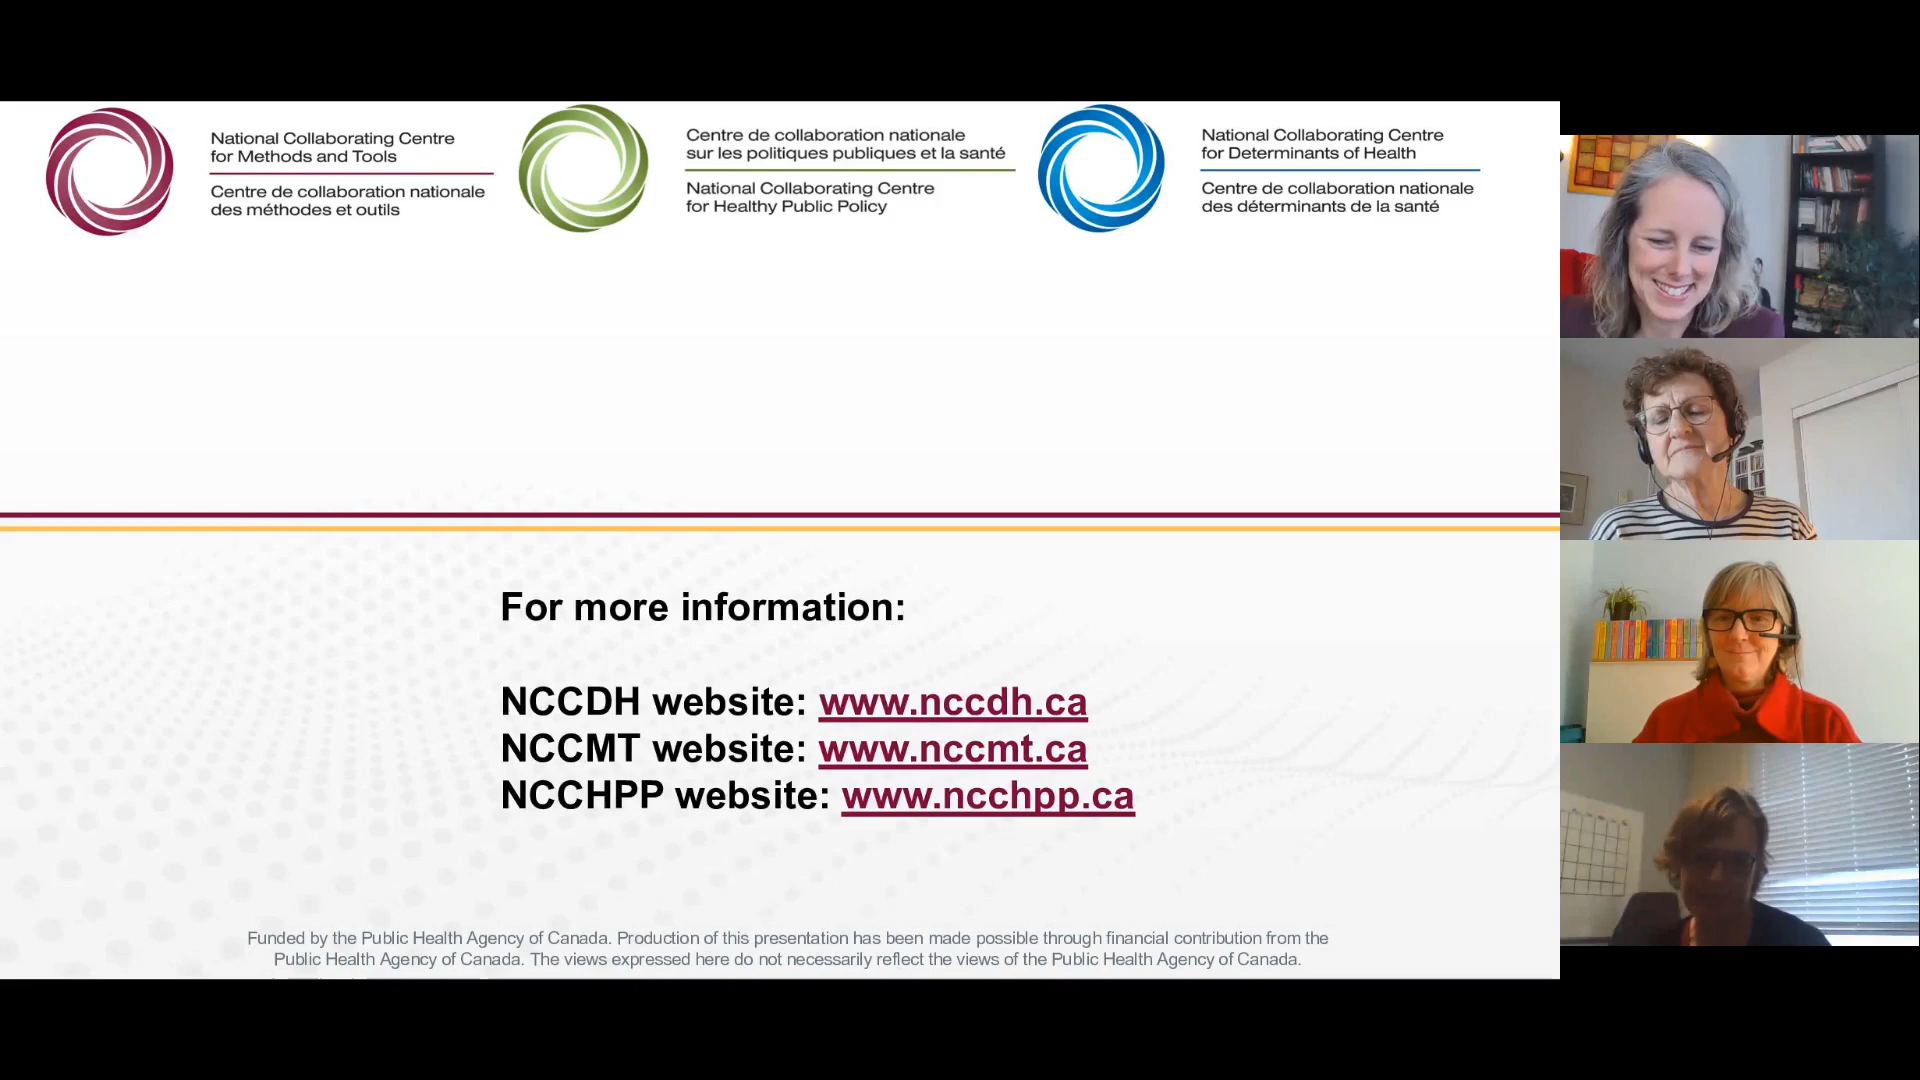 National Collaborating Centre
for Methods and Tools
Centre de collaboration nationale
des méthodes et outils
Centre de collaboration nationale
sur les politiques publiques et la santé
National Collaborating Centre
for Healthy Public Policy
National Collaborating Centre
for Determinants of Health
Centre de collaboration nationale
des déterminants de la santé
For more information:
NCCDH website: www.nccdh.ca
NCCMT website: www.nccmt.ca
NCCHPP website: www.ncchpp.ca
Funded by the Public Health Agency of Canada. Production of this presentation has been made possible through financial contribution from the
Public Health Agency of Canada. The views expressed here do not necessarily reflect the views of the Public Health Agency of Canada.